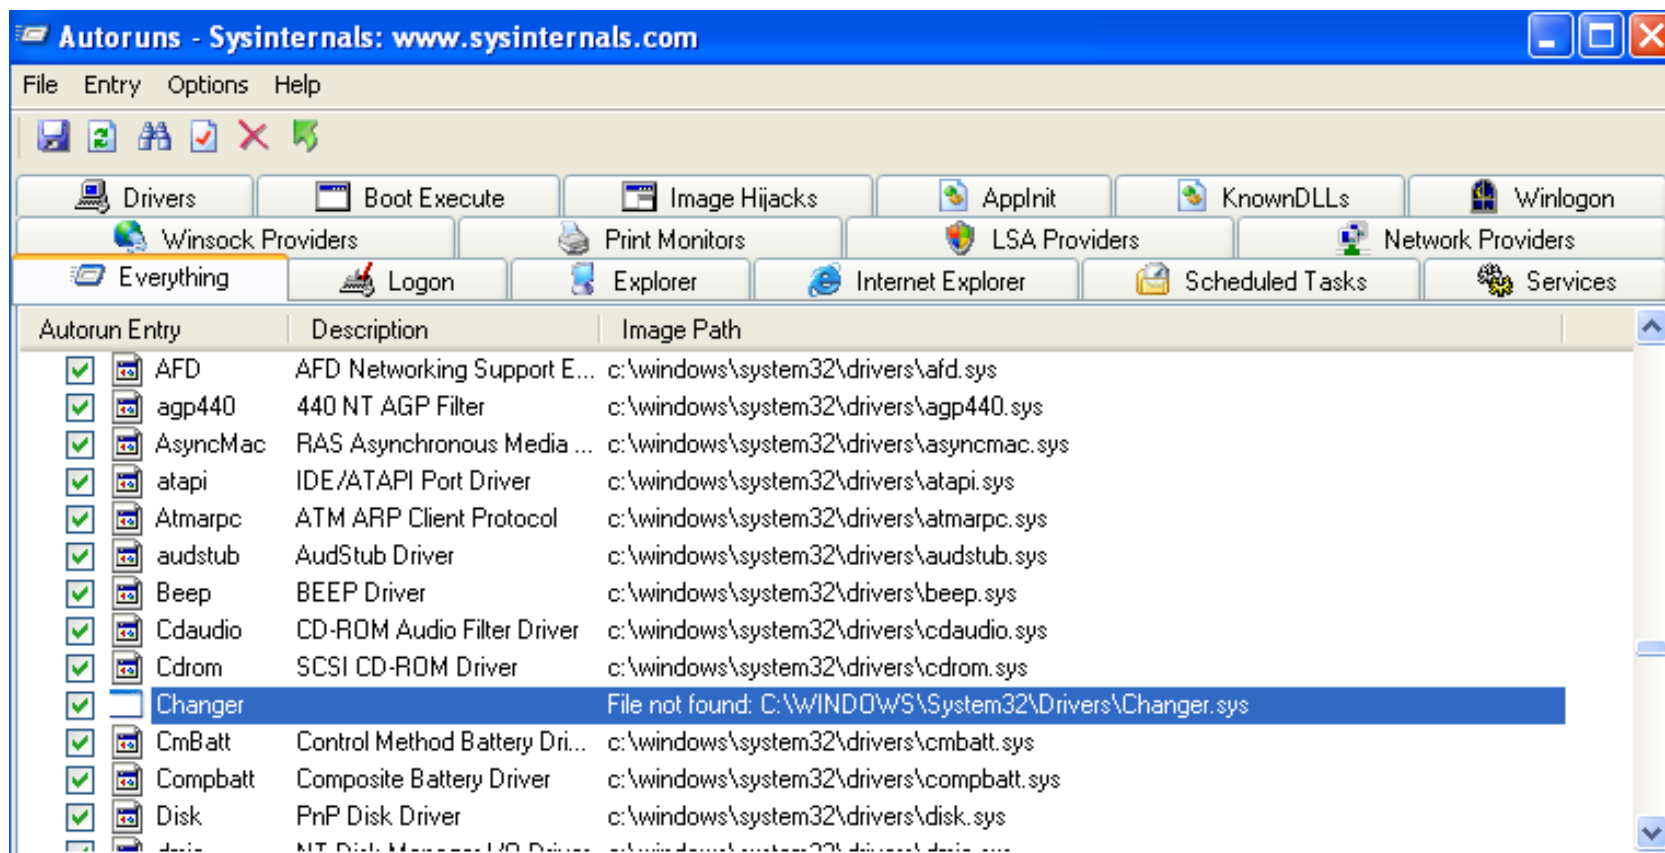 Autoruns - Sysinternals: www.sysinternals.com
File Entry Options Help
Drivers Boot Execute Image Hijacks AppInit KnownDLLs Winlogon
Winsock Providers Print Monitors LSA Providers Network Providers
Everything Logon Explorer Internet Explorer Scheduled Tasks Services
Autorun Entry Description Image Path
AFD AFD Networking Support E... c:\windows\system32\drivers\afd.sys
agp440 440 NT AGP Filter c:\windows\system32\drivers\agp440.sys
AsyncMac RAS Asynchronous Media ... c:\windows\system32\drivers\asyncmac.sys
atapi IDE/ATAPI Port Driver c:\windows\system32\drivers\atapi.sys
Atmarpc ATM ARP Client Protocol c:\windows\system32\drivers\atmarpc.sys
audstub AudStub Driver c:\windows\system32\drivers\audstub.sys
Beep BEEP Driver c:\windows\system32\drivers\beep.sys
Cdaudio CD-ROM Audio Filter Driver c:\windows\system32\drivers\cdaudio.sys
Cdrom SCSI CD-ROM Driver c:\windows\system32\drivers\cdrom.sys
Changer File not found: C:\WINDOWS\System32\Drivers\Changer.sys
CmBatt Control Method Battery Dri... c:\windows\system32\drivers\cmbatt.sys
Compbatt Composite Battery Driver c:\windows\system32\drivers\compbatt.sys
Disk PnP Disk Driver c:\windows\system32\drivers\disk.sys